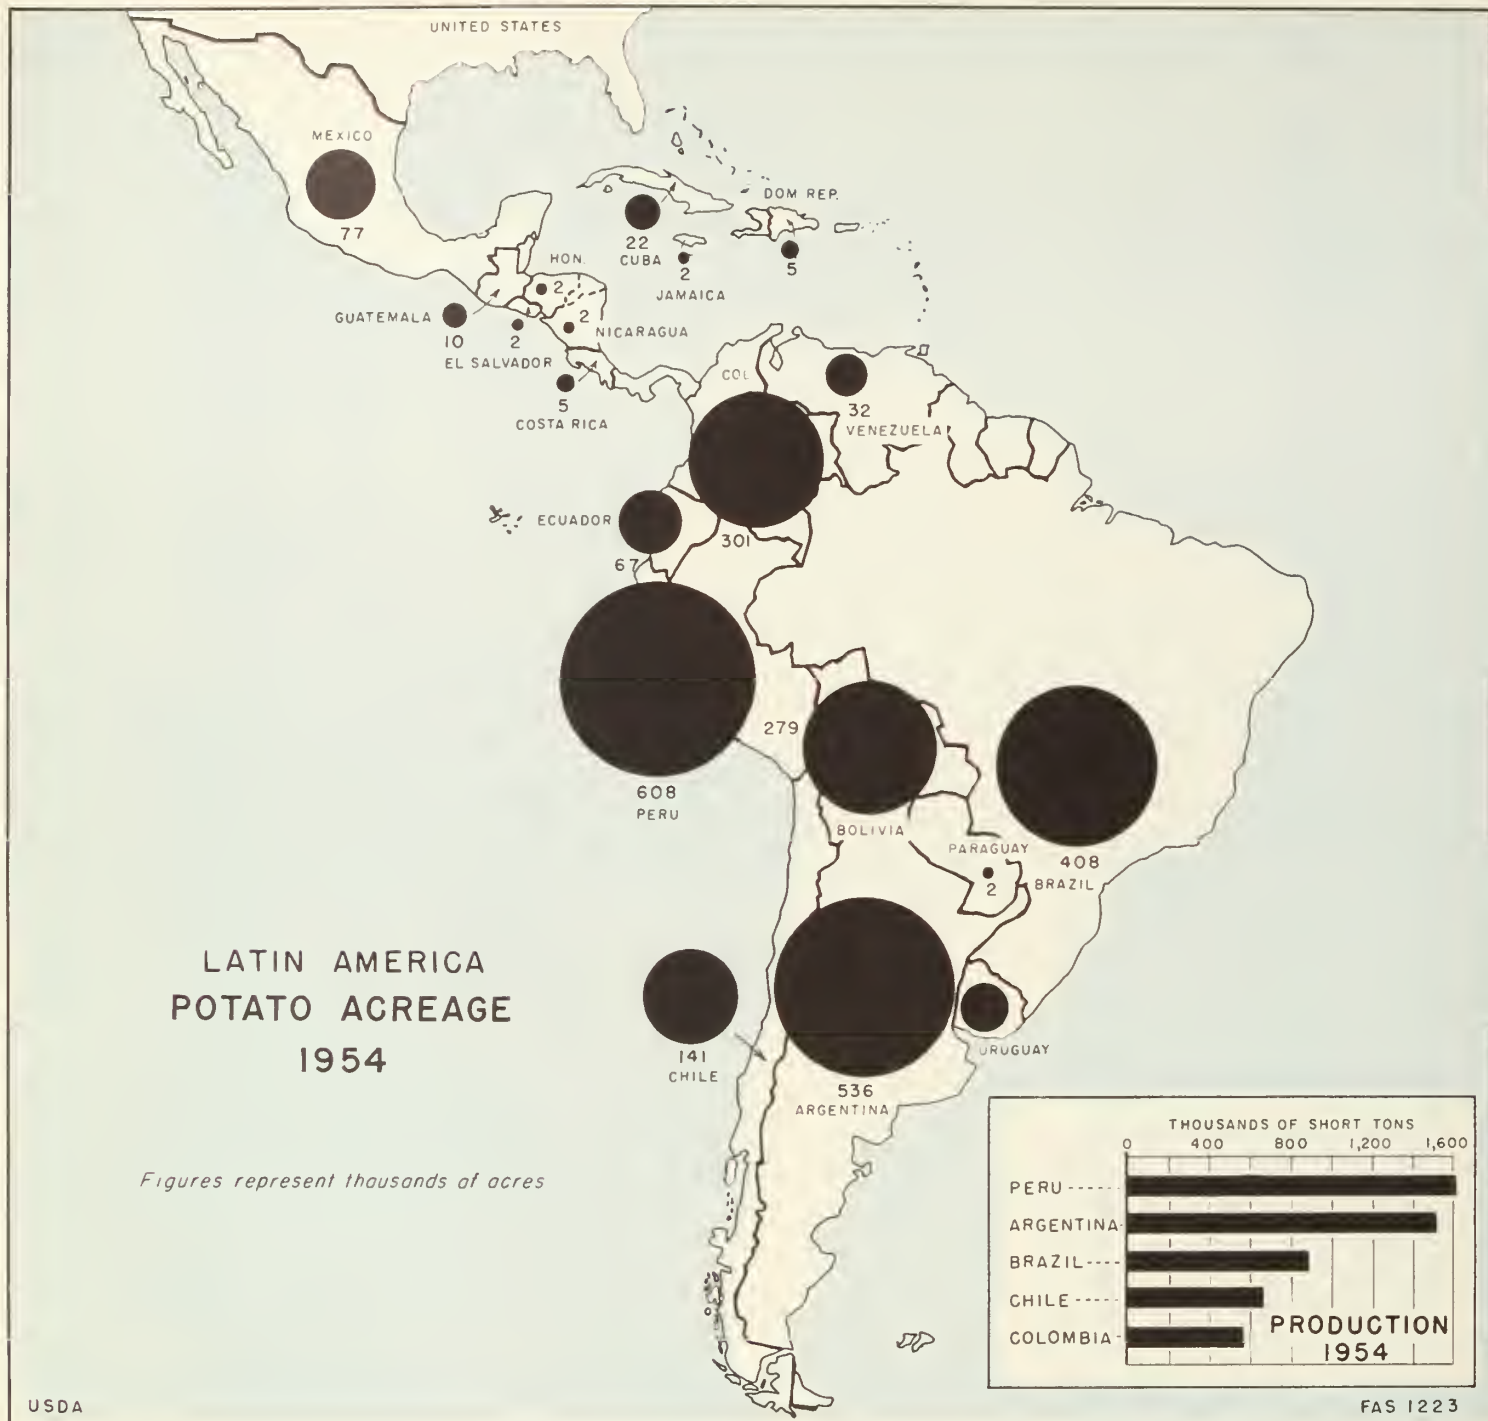 UNITED STATES
MEXICO
77
DOM REP.
5
22
CUBA
2
JAMAICA
HON.
2
GUATEMALA
10
2
EL SALVADOR
2
NICARAGUA
5
COSTA RICA
COL
301
32
VENEZUELA
ECUADOR
67
608
PERU
279
BOLIVIA
PARAGUAY
2
408
BRAZIL
LATIN AMERICA
POTATO ACREAGE
1954
141
CHILE
536
ARGENTINA
URUGUAY
Figures represent thousands of acres
THOUSANDS OF SHORT TONS
0 400 800 1,200 1,600
PERU
ARGENTINA
BRAZIL
CHILE
COLOMBIA
PRODUCTION
1954
USDA
FAS 1223